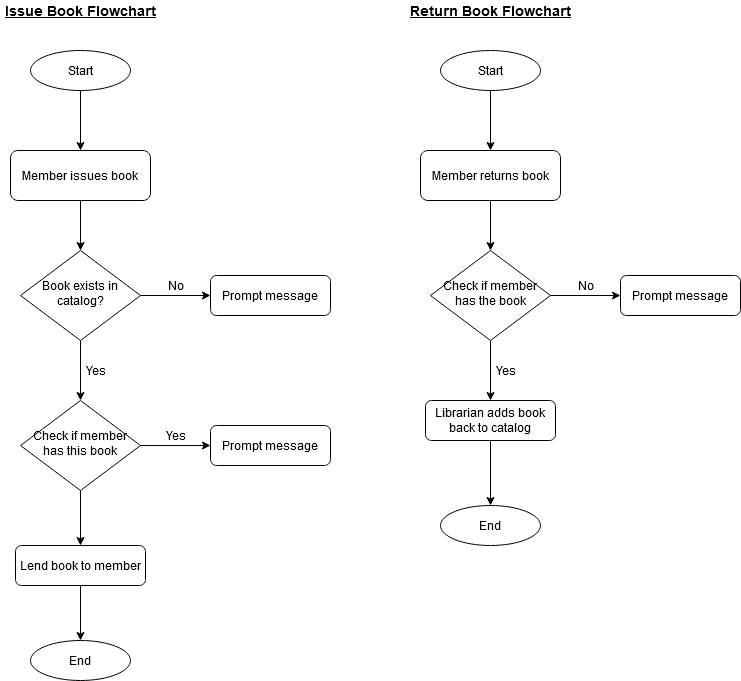 Issue Book Flowchart
Start
Member issues book
Book exists in
catalog?
No
Prompt message
Yes
Check if member
has this book
Yes
Prompt message
Lend book to member
End
Return Book Flowchart
Start
Member returns book
Check if member
has the book
No
Prompt message
Yes
Librarian adds book
back to catalog
End